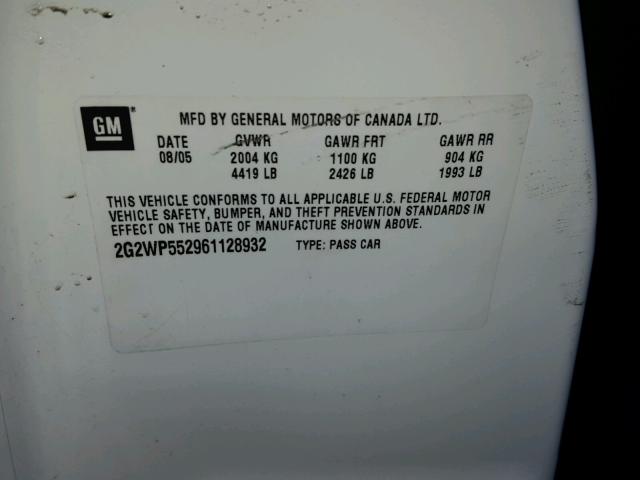 GM ® MFD BY GENERAL MOTORS OF CANADA LTD.
DATE GVWR GAWR FRT GAWR RR
08/05 2004 KG 1100 KG 904 KG
4419 LB 2426 LB 1993 LB
THIS VEHICLE CONFORMS TO ALL APPLICABLE U.S. FEDERAL MOTOR
VEHICLE SAFETY, BUMPER, AND THEFT PREVENTION STANDARDS IN
EFFECT ON THE DATE OF MANUFACTURE SHOWN ABOVE.
2G2WP552961128932 TYPE: PASS CAR